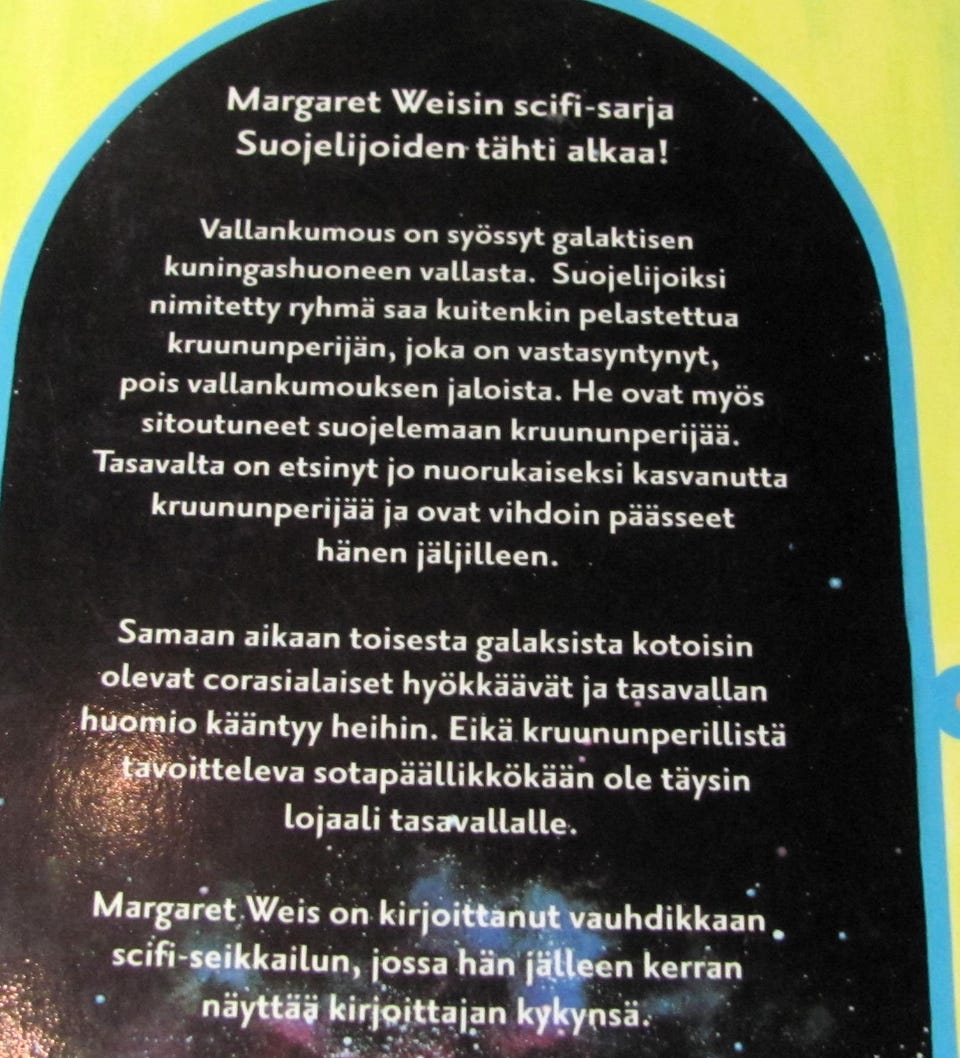 Margaret Weisin scifi-sarja
Suojelijoiden tähti alkaa!
Vallankumous on syössyt galaktisen
kuningashuoneen vallasta. Suojelijoiksi
nimitetty ryhmä saa kuitenkin pelastettua
kruununperijän, joka on vastasyntynyt,
pois vallankumouksen jaloista. He ovat myös
sitoutuneet suojelemaan kruununperijää.
Tasavalta on etsinyt jo nuorukaiseksi kasvanutta
kruununperijää ja ovat vihdoin päässeet
hänen jäljilleen.
Samaan aikaan toisesta galaksista kotoisin
olevat corasialaiset hyökkäävät ja tasavallan
huomio kääntyy heihin. Eikä kruununperillistä
tavoitteleva sotapäällikkökään ole täysin
lojaali tasavallalle.
Margaret Weis on kirjoittanut vauhdikkaan
scifi-seikkailun, jossa hän jälleen kerran
näyttää kirjoittajan kykynsä.